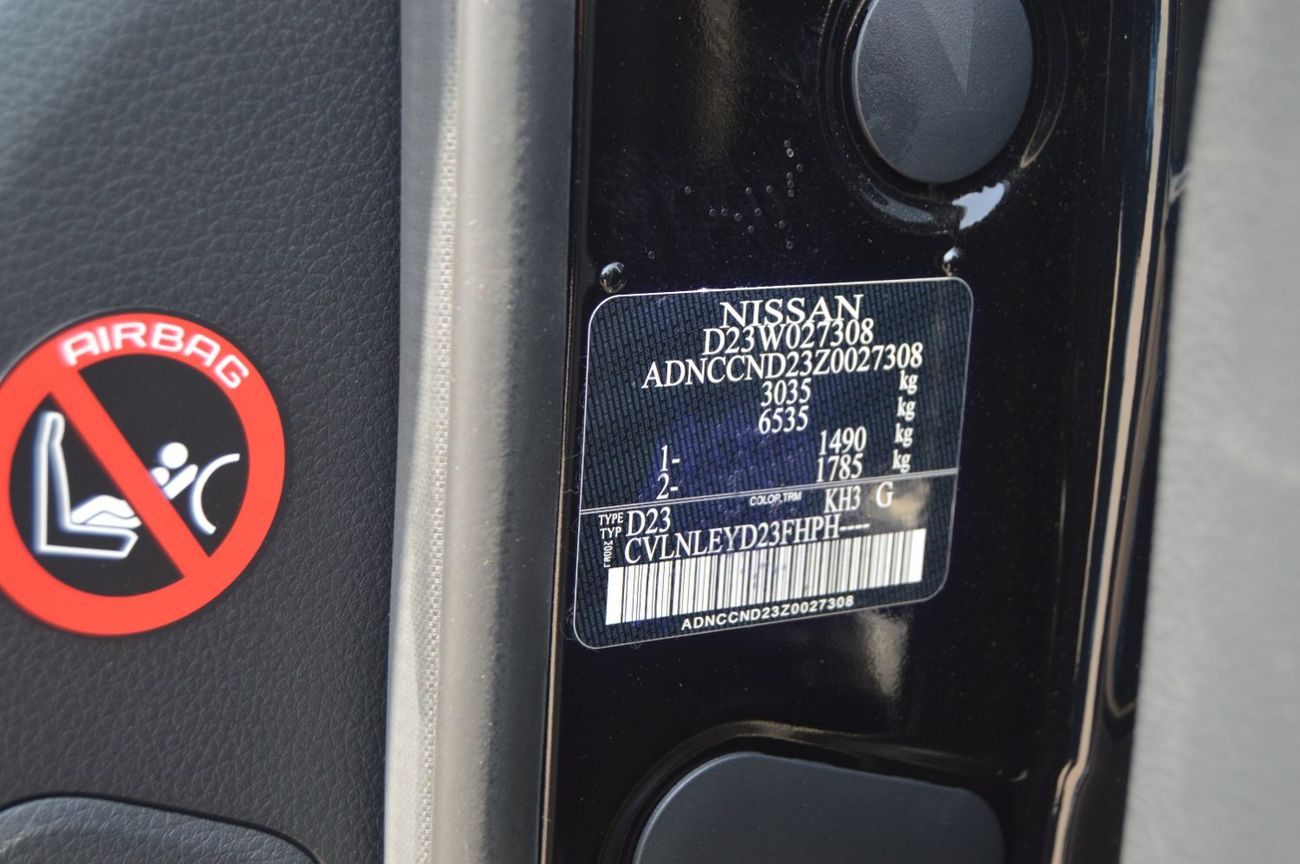 AIRBAG
NISSAN
D23W027308
ADNCCND23Z0027308
3035 kg
6535 kg
1- 1490 kg
2- 1785 kg
COLOR,TRM KH3 G
TYPE
TYP D23
CVLNLEYD23FHPH----
ADNCCND23Z0027308